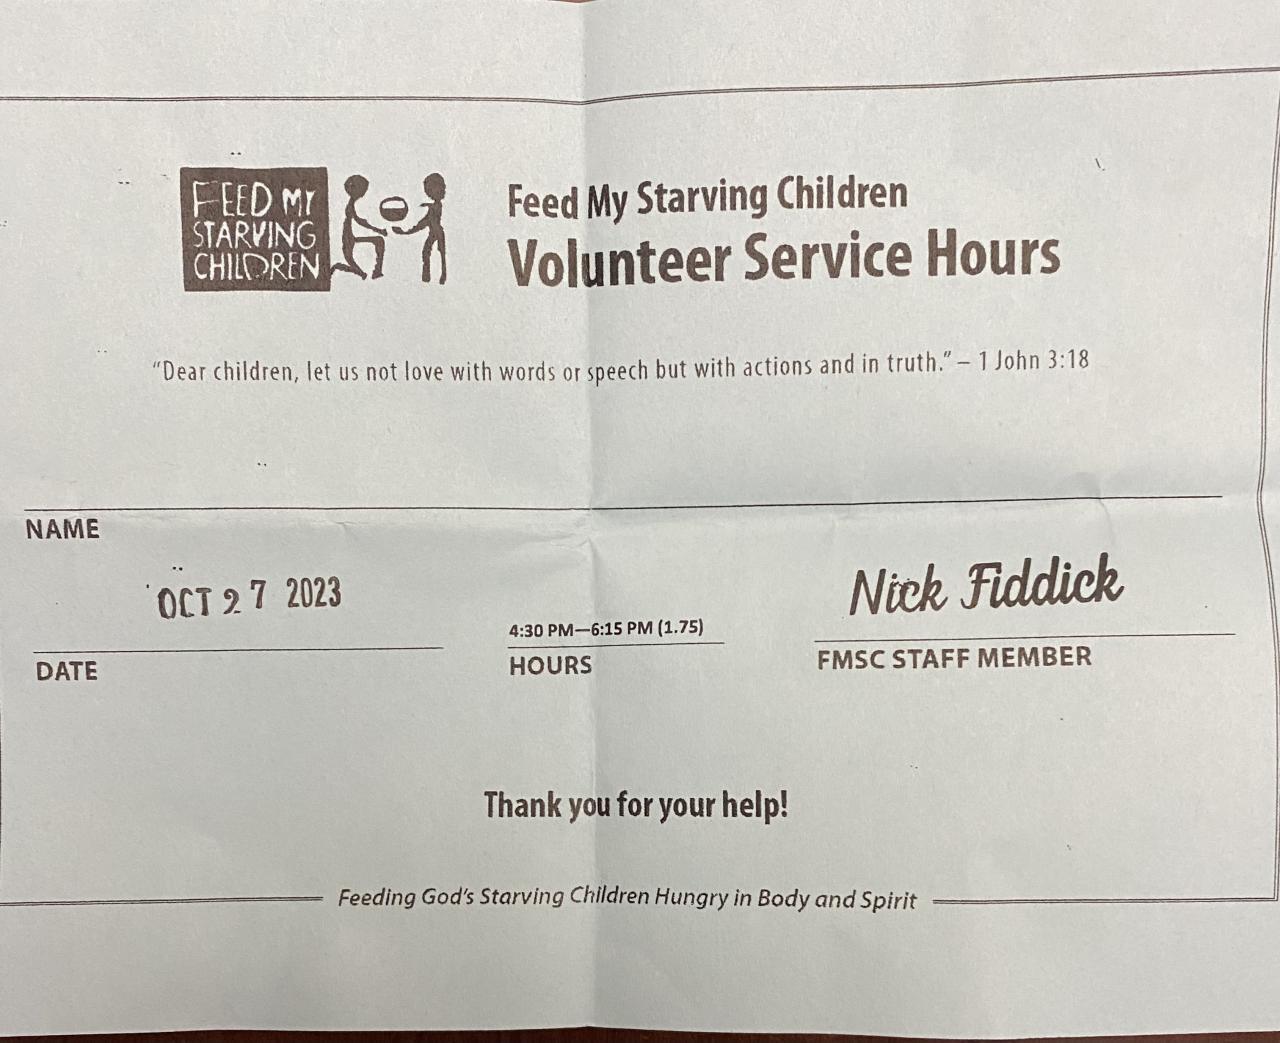 FEED MY
STARVING
CHILDREN
Feed My Starving Children
Volunteer Service Hours
“Dear children, let us not love with words or speech but with actions and in truth.” – 1 John 3:18
NAME
OCT 27 2023
4:30 PM—6:15 PM (1.75)
Nick Fiddick
DATE
HOURS
FMSC STAFF MEMBER
Thank you for your help!
Feeding God's Starving Children Hungry in Body and Spirit